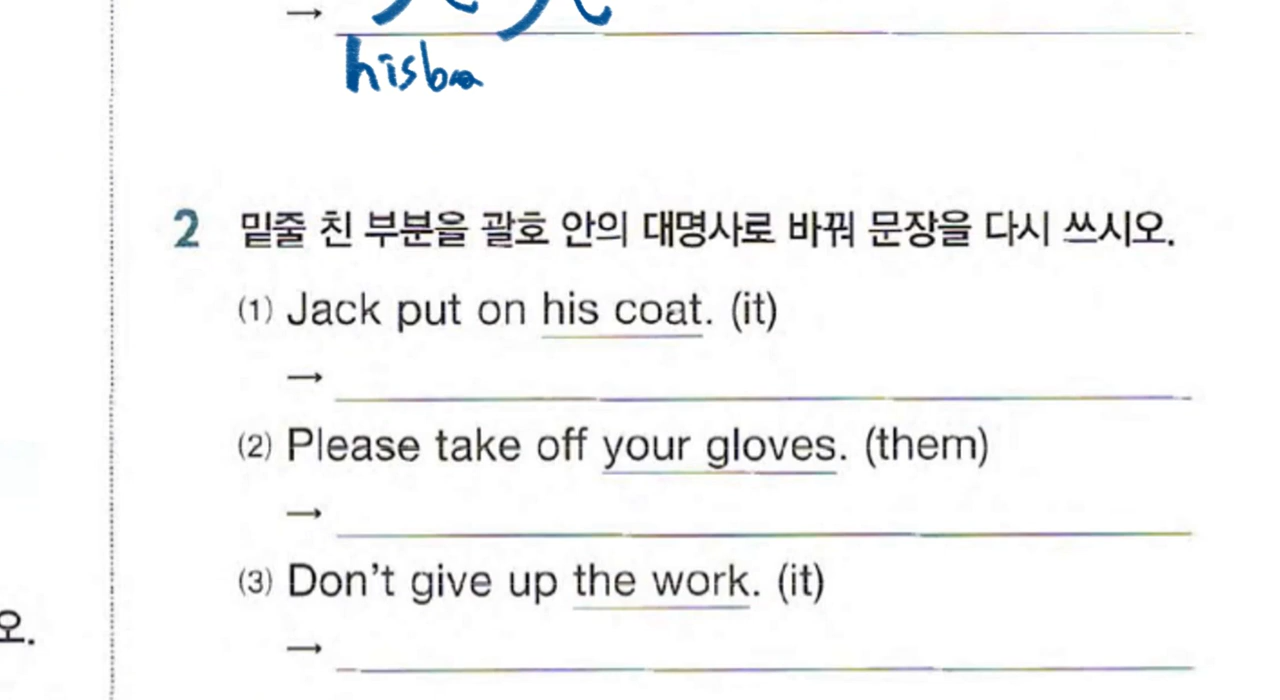 →
hisbra
2 밑줄 친 부분을 괄호 안의 대명사로 바꿔 문장을 다시 쓰시오.
(1) Jack put on his coat. (it)
→
(2) Please take off your gloves. (them)
→
(3) Don't give up the work. (it)
오.
→